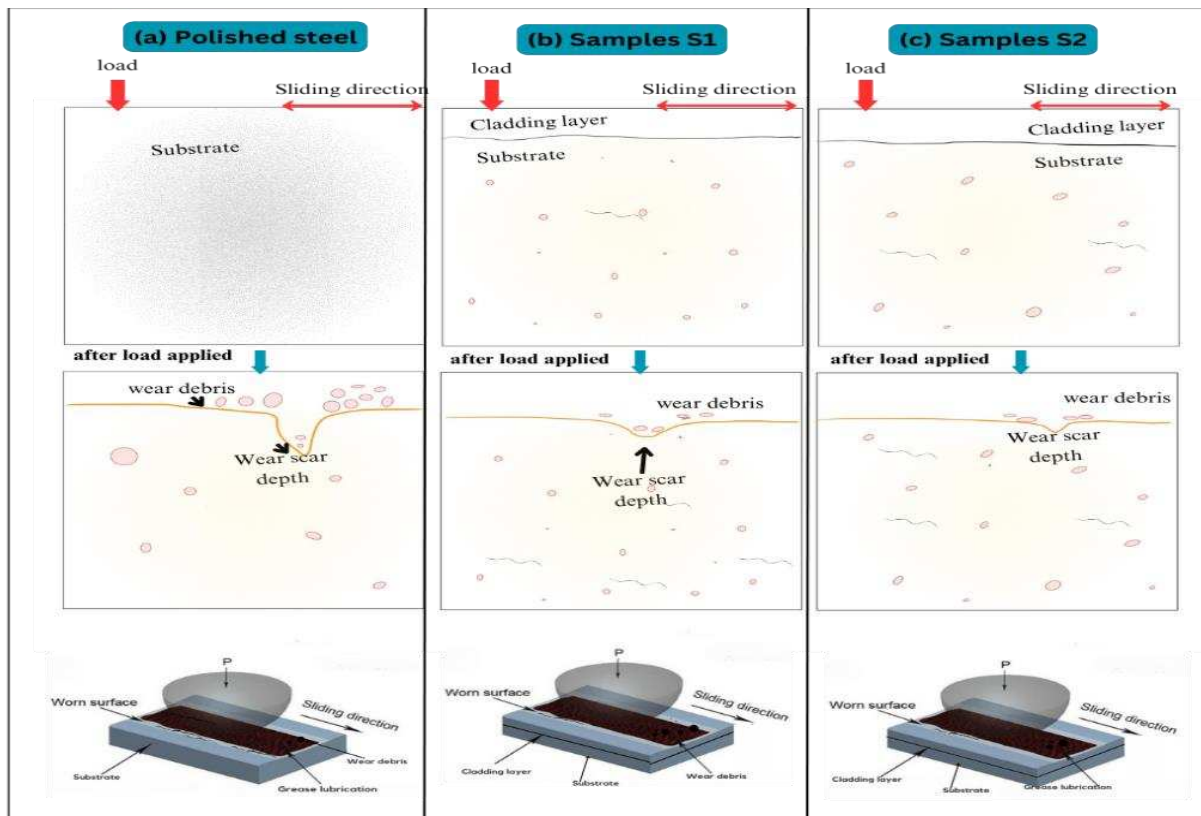 (a) Polished steel
load
Sliding direction
Substrate
after load applied
wear debris
Wear scar
depth
P
Worn surface
Sliding direction
Substrate
Wear debris
Grease lubrication
(b) Samples S1
load
Sliding direction
Cladding layer
Substrate
after load applied
wear debris
Wear scar
depth
P
Worn surface
Sliding direction
Cladding layer
Substrate
Wear debris
(c) Samples S2
load
Sliding direction
Cladding layer
Substrate
after load applied
wear debris
Wear scar
depth
P
Worn surface
Sliding direction
Cladding layer
Substrate
Grease lubrication